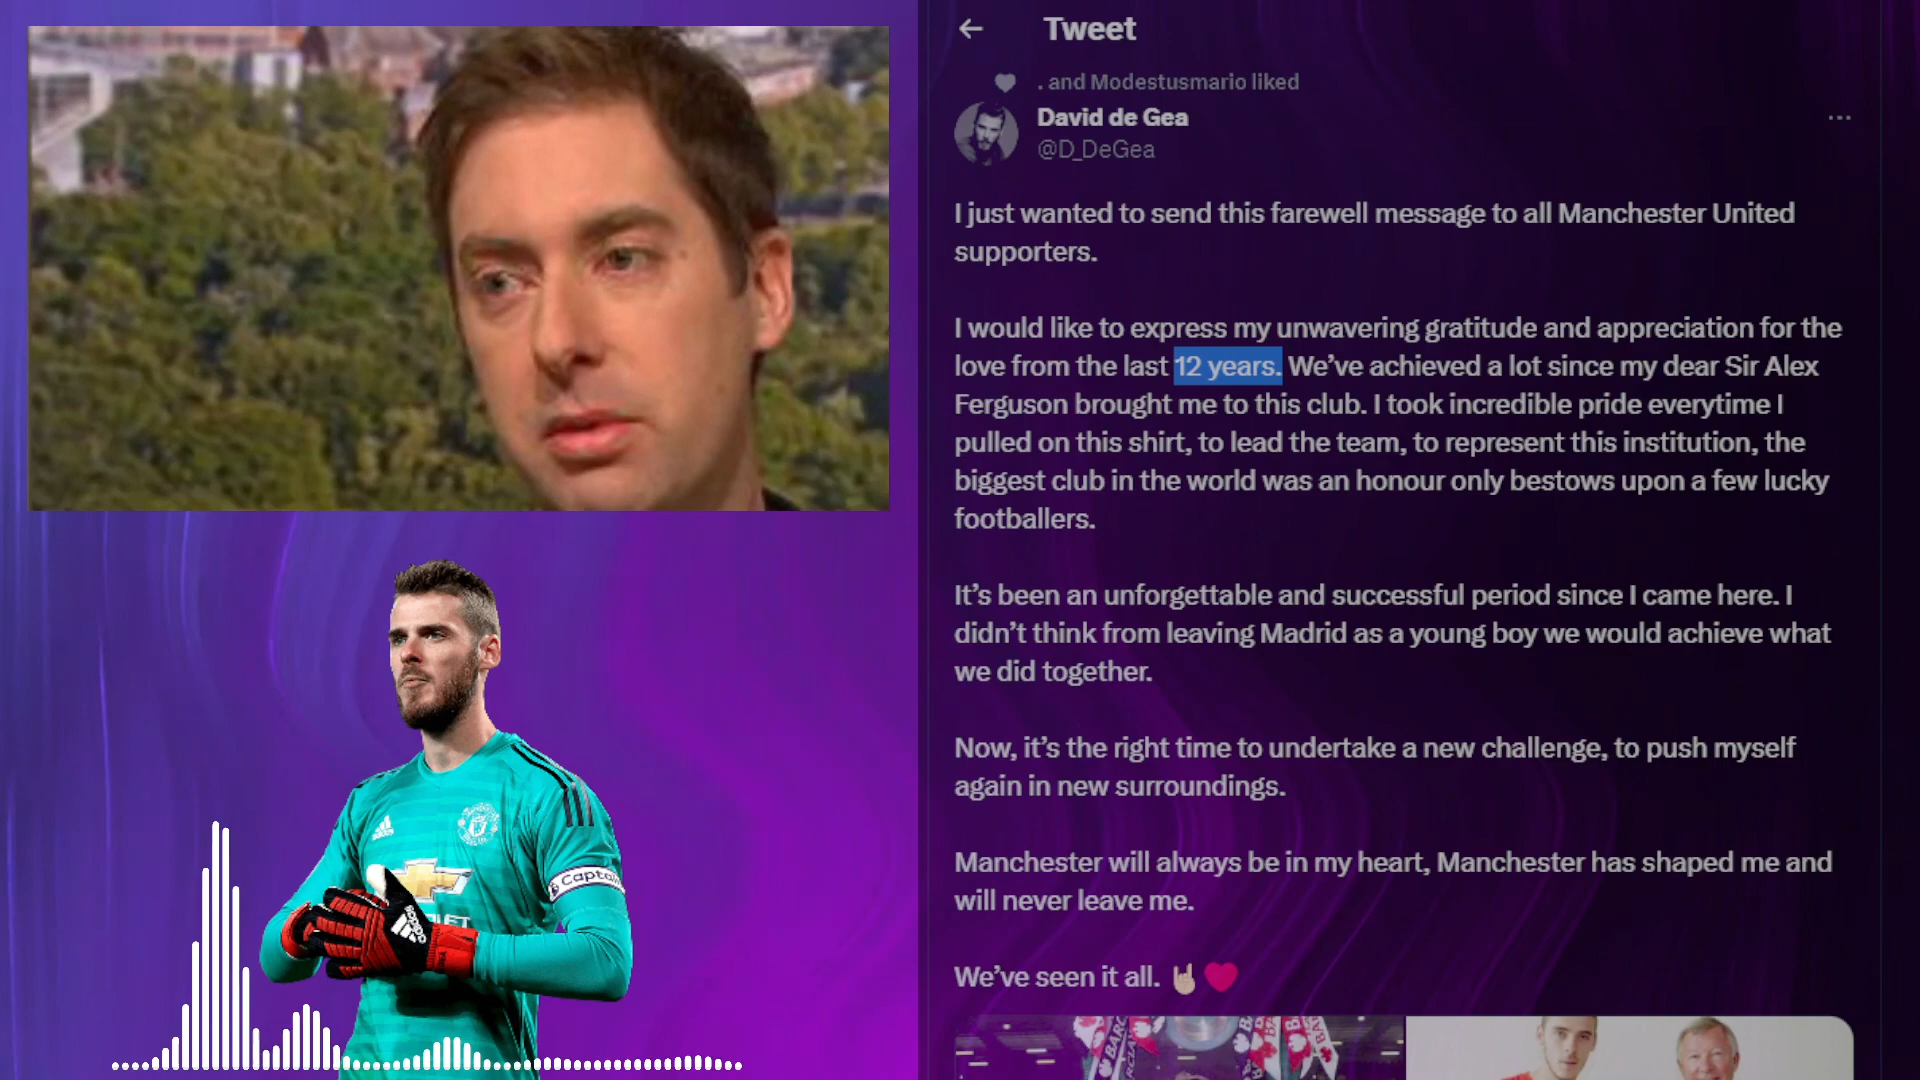 Tweet
. and Modestusmario liked
David de Gea
@D_DeGea
I just wanted to send this farewell message to all Manchester United
supporters.
I would like to express my unwavering gratitude and appreciation for the
love from the last 12 years. We’ve achieved a lot since my dear Sir Alex
Ferguson brought me to this club. I took incredible pride everytime I
pulled on this shirt, to lead the team, to represent this institution, the
biggest club in the world was an honour only bestows upon a few lucky
footballers.
It’s been an unforgettable and successful period since I came here. I
didn’t think from leaving Madrid as a young boy we would achieve what
we did together.
Now, it’s the right time to undertake a new challenge, to push myself
again in new surroundings.
Manchester will always be in my heart, Manchester has shaped me and
will never leave me.
We’ve seen it all. 🤘🏼❤️
adidas
Captai
LET
adidas